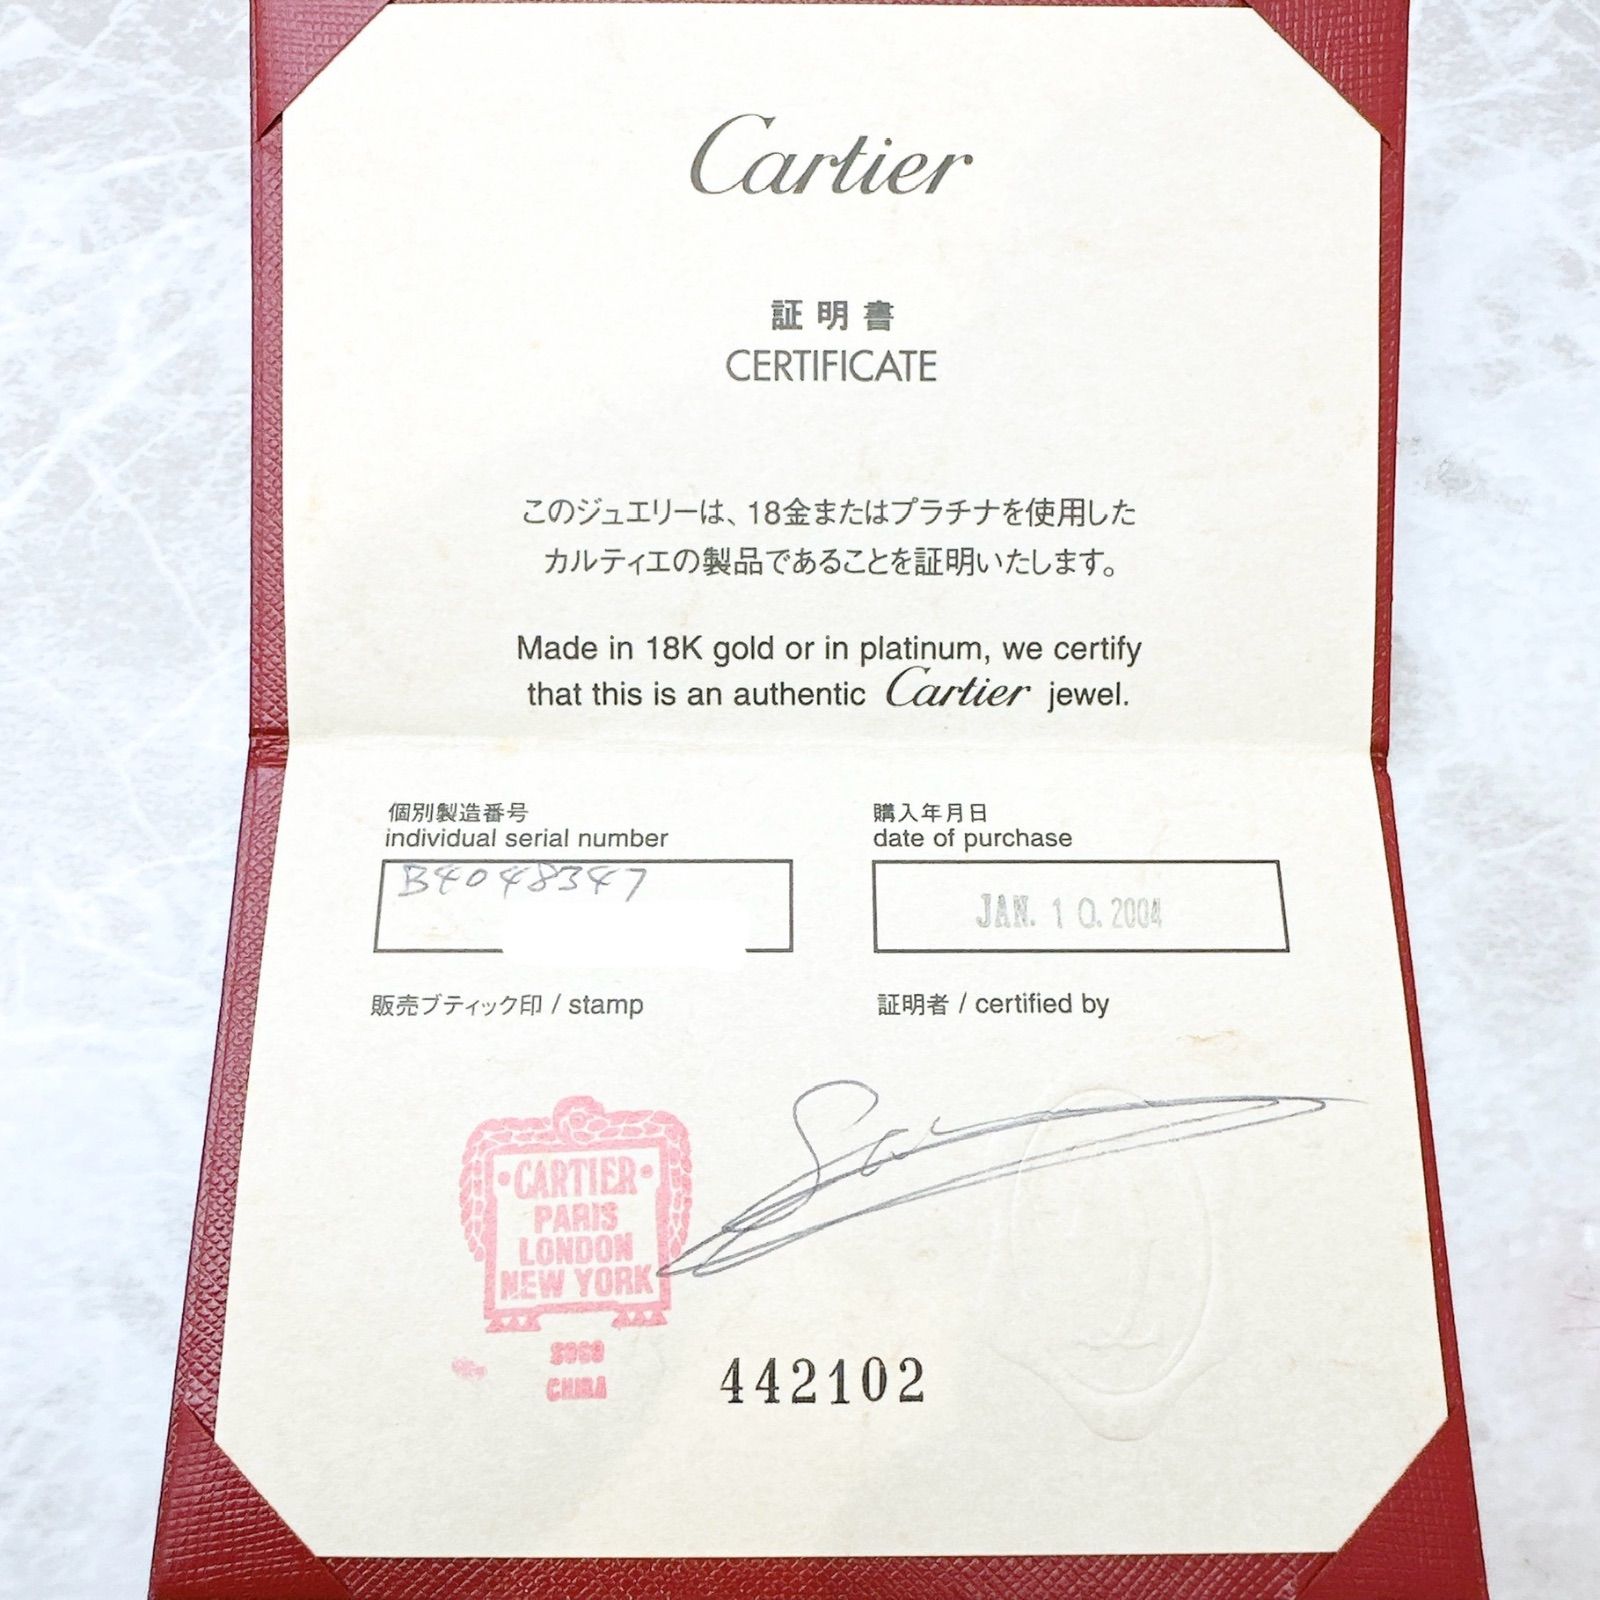 Cartier
証明書
CERTIFICATE
このジュエリーは、18金またはプラチナを使用した
カルティエの製品であることを証明いたします。
Made in 18K gold or in platinum, we certify
that this is an authentic Cartier jewel.
個別製造番号
individual serial number
B4048347
購入年月日
date of purchase
JAN. 10. 2004
販売ブティック印 / stamp
証明者 / certified by
·CARTIER·
PARIS
LONDON
NEW YORK
SOGO
CHIBA
442102